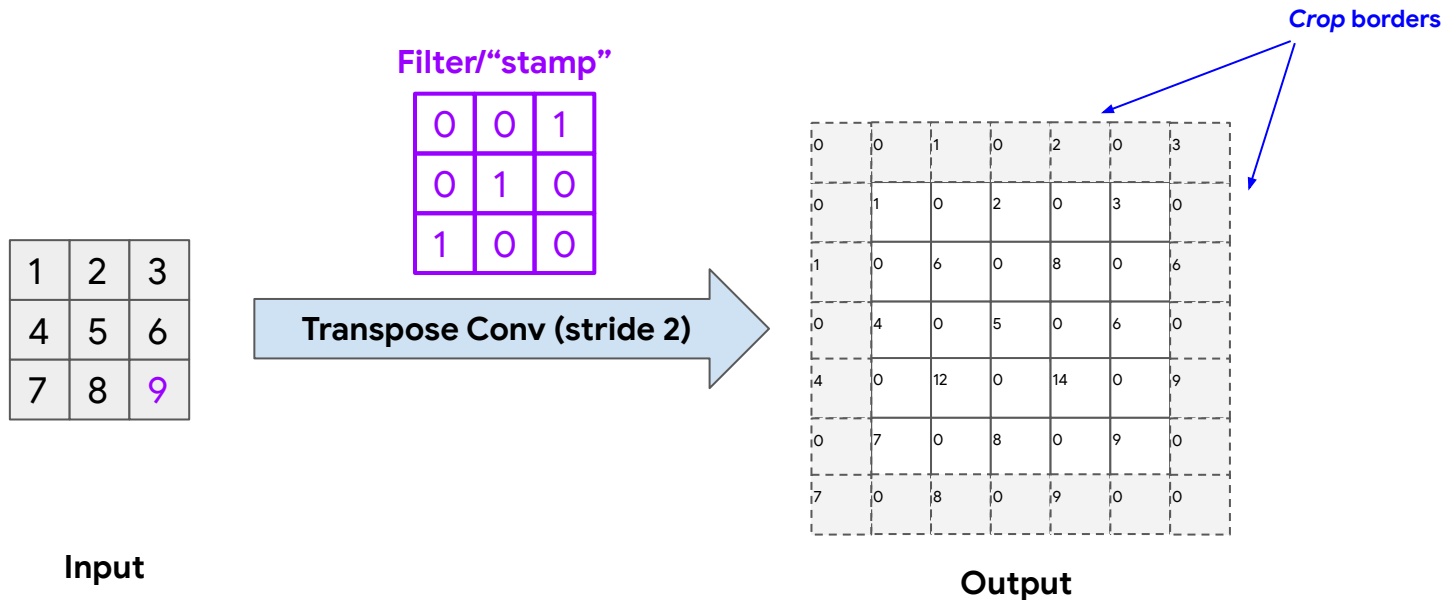 Crop borders
Filter/“stamp”
0 0 1
0 1 0
1 0 0
1 2 3
4 5 6
7 8 9
Transpose Conv (stride 2)
0 0 1 0 2 0 3
0 1 0 2 0 3 0
1 0 6 0 8 0 6
0 4 0 5 0 6 0
4 0 12 0 14 0 9
0 7 0 8 0 9 0
7 0 8 0 9 0 0
Input
Output